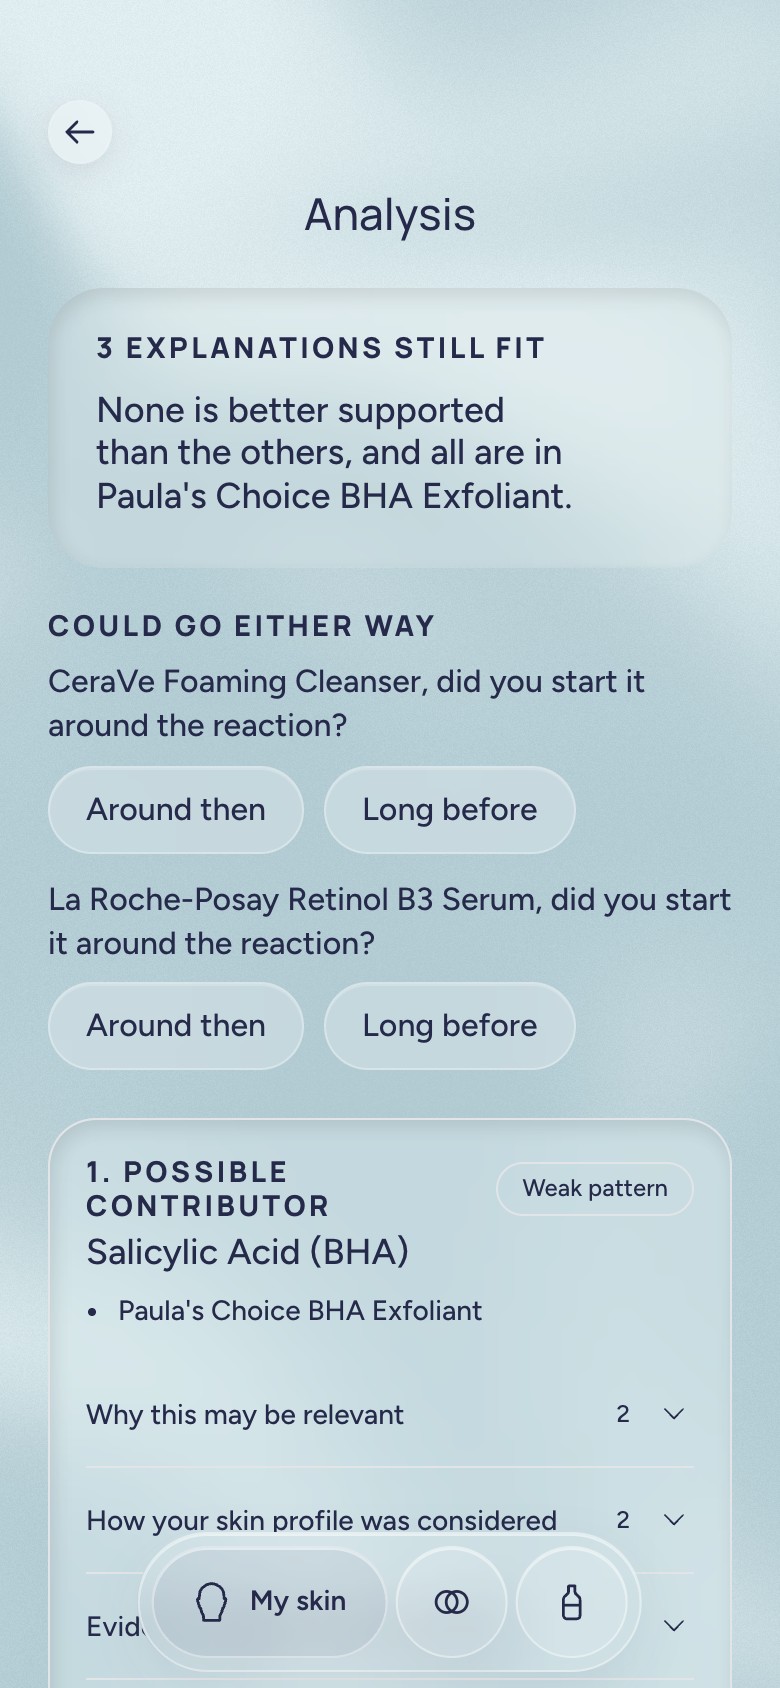 Analysis
3 EXPLANATIONS STILL FIT
None is better supported
than the others, and all are in
Paula's Choice BHA Exfoliant.
COULD GO EITHER WAY
CeraVe Foaming Cleanser, did you start it
around the reaction?
Around then
Long before
La Roche-Posay Retinol B3 Serum, did you start
it around the reaction?
Around then
Long before
1. POSSIBLE
CONTRIBUTOR
Weak pattern
Salicylic Acid (BHA)
• Paula's Choice BHA Exfoliant
Why this may be relevant 2
How your skin profile was considered 2
My skin